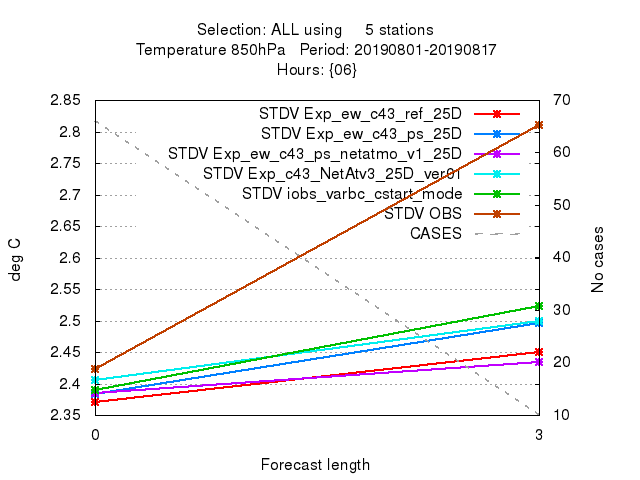 Selection: ALL using 5 stations
Temperature 850hPa Period: 20190801-20190817
Hours: {06}
2.85
2.8
2.75
2.7
2.65
2.6
2.55
2.5
2.45
2.4
2.35
deg C
STDV Exp_ew_c43_ref_25D
STDV Exp_ew_c43_ps_25D
STDV Exp_ew_c43_ps_netatmo_v1_25D
STDV Exp_c43_NetAtv3_25D_ver01
STDV iobs_varbc_cstart_mode
STDV OBS
CASES
70
60
50
40
30
20
10
No cases
0 3
Forecast length